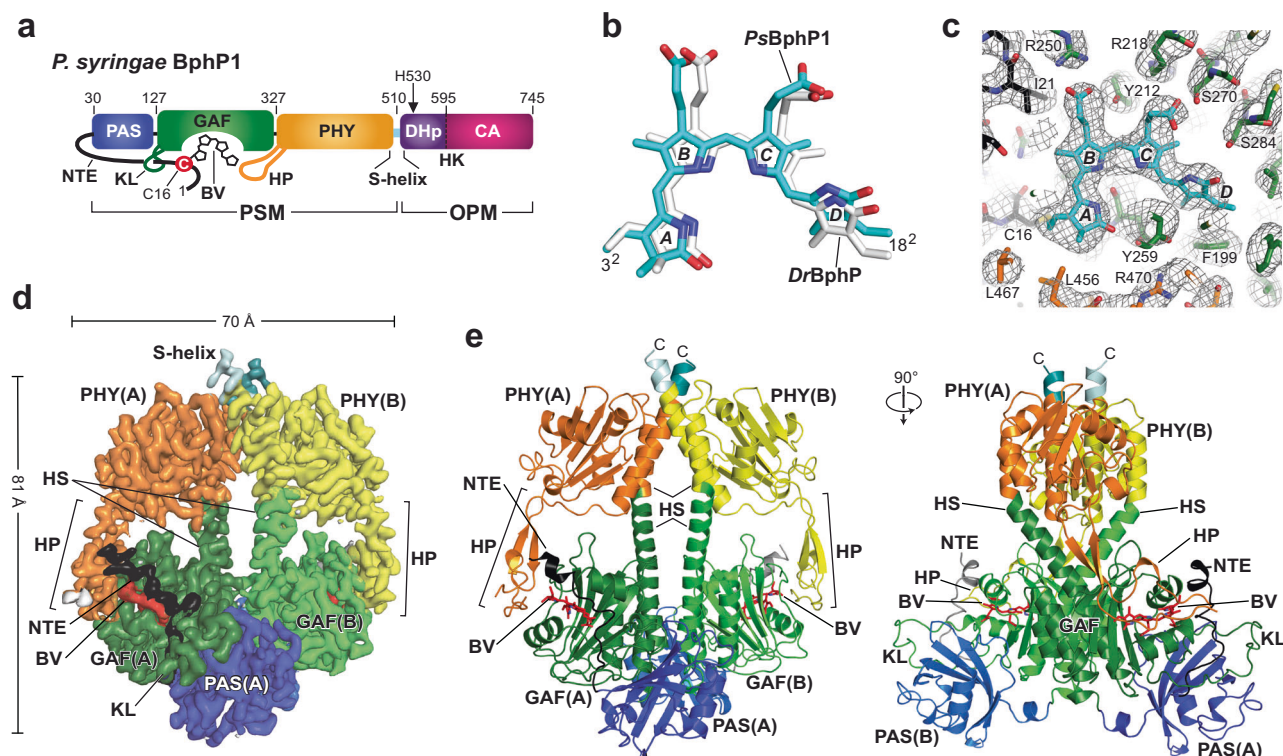 a
P. syringae BphP1
H530
30 127 327 510 595 745
PAS GAF PHY DHp CA
HK
NTE KL C BV HP S-helix
C16 1
PSM OPM
b
PsBphP1
B C
A D
3² 18²
DrBphP
c
R250 R218
I21 Y212 S270
S284
B C
D
A
C16
Y259 F199
L467 L456 R470
d
70 Å
S-helix
PHY(A) PHY(B)
81 Å
HS
HP HP
NTE
BV
GAF(A) GAF(B)
PAS(A)
KL
e
C C
PHY(A) PHY(B)
NTE
HS
HP HP
BV BV
GAF(A) GAF(B)
PAS(A)
90°
C C
PHY(A)
PHY(B)
HS HS
NTE HP NTE
HP
BV BV
GAF
KL KL
PAS(B) PAS(A)